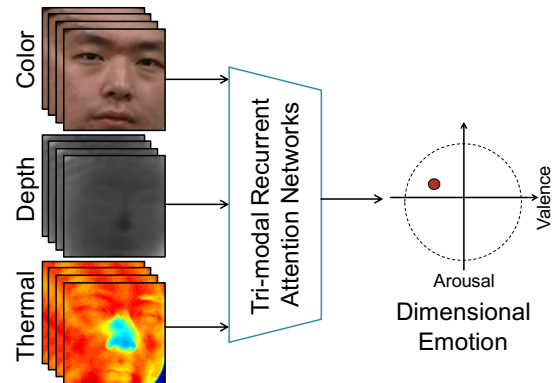 Color
Depth
Thermal
Tri-modal Recurrent
Attention Networks
Valence
Arousal
Dimensional
Emotion